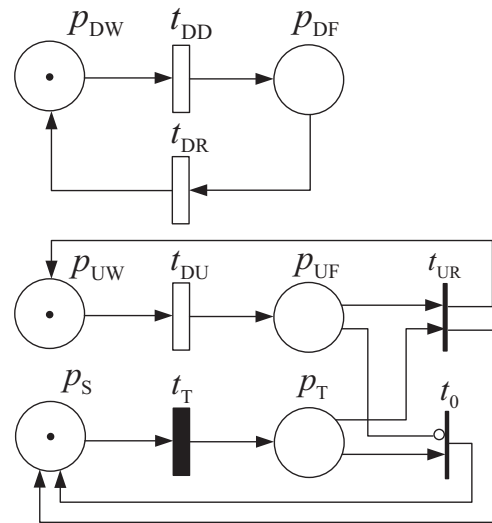 p_DW t_DD p_DF
t_DR
p_UW t_DU p_UF t_UR
p_S t_T p_T t_0